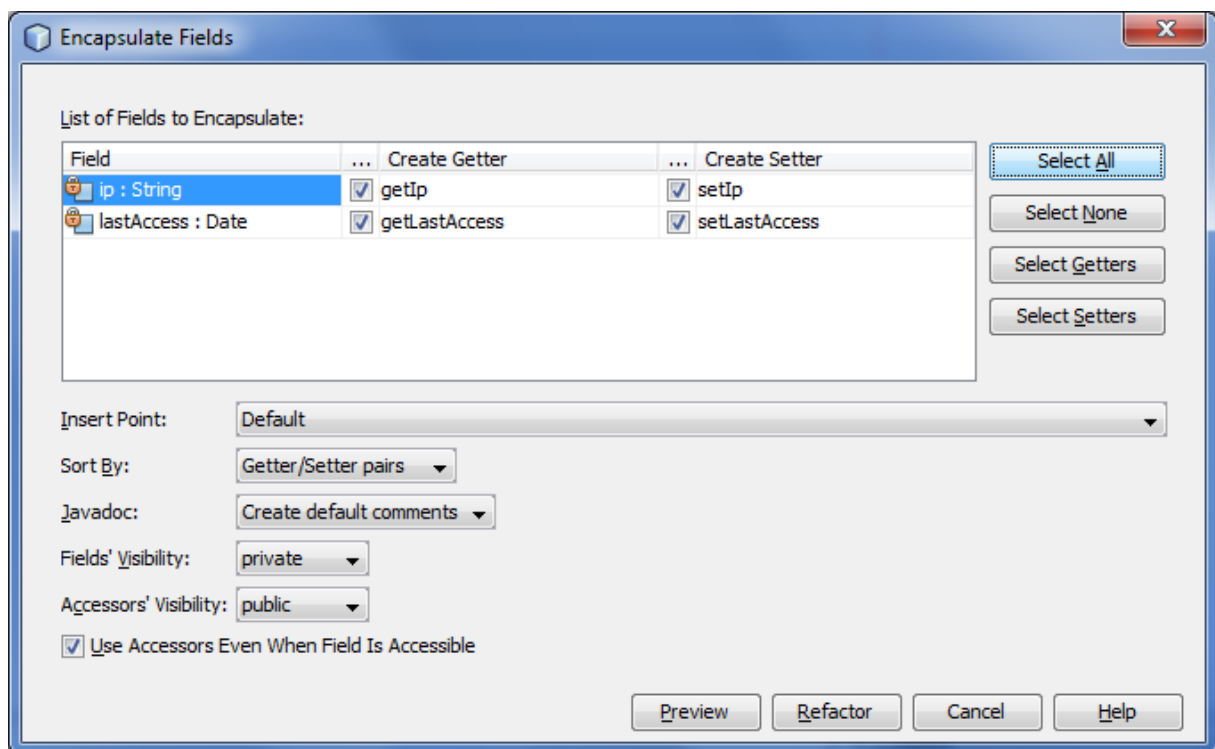 Encapsulate Fields
List of Fields to Encapsulate:
Field ... Create Getter ... Create Setter
ip : String getIp setIp
lastAccess : Date getLastAccess setLastAccess
Select All
Select None
Select Getters
Select Setters
Insert Point: Default
Sort By: Getter/Setter pairs
Javadoc: Create default comments
Fields' Visibility: private
Accessors' Visibility: public
Use Accessors Even When Field Is Accessible
Preview Refactor Cancel Help